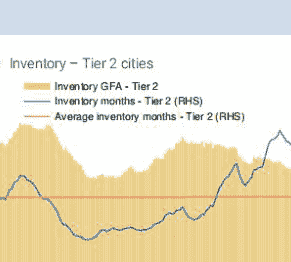 Inventory – Tier 2 cities
Inventory GFA - Tier 2
Inventory months - Tier 2 (RHS)
Average inventory months - Tier 2 (RHS)